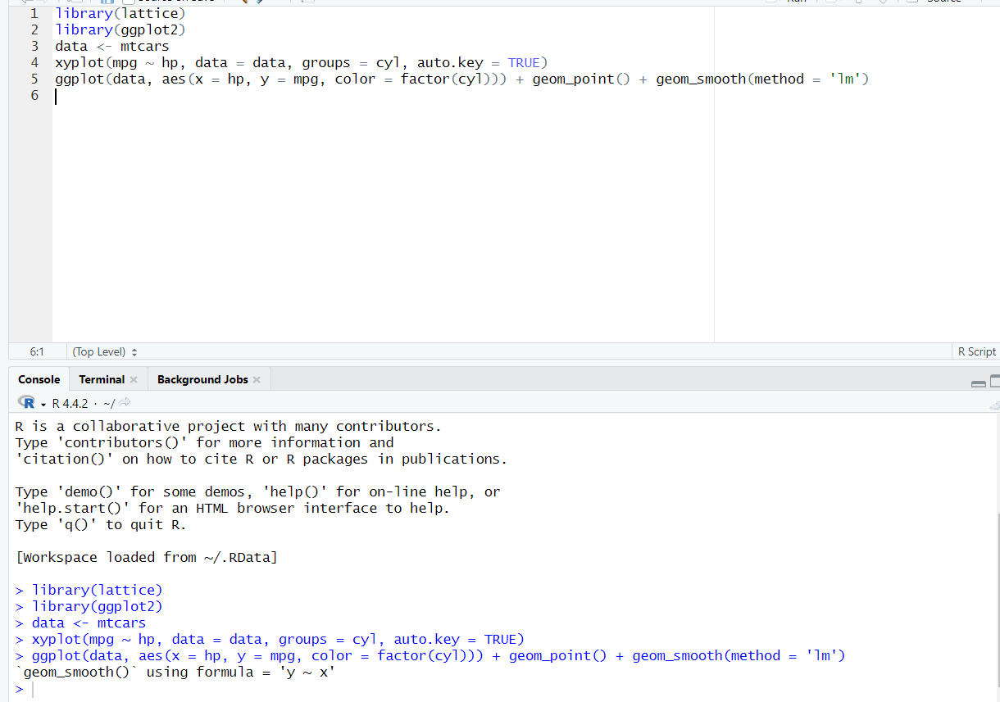 Run Source
1 library(lattice)
2 library(ggplot2)
3 data <- mtcars
4 xyplot(mpg ~ hp, data = data, groups = cyl, auto.key = TRUE)
5 ggplot(data, aes(x = hp, y = mpg, color = factor(cyl))) + geom_point() + geom_smooth(method = 'lm')
6
6:1 (Top Level) R Script
Console Terminal Background Jobs
R R 4.4.2 · ~/
R is a collaborative project with many contributors.
Type 'contributors()' for more information and
'citation()' on how to cite R or R packages in publications.
Type 'demo()' for some demos, 'help()' for on-line help, or
'help.start()' for an HTML browser interface to help.
Type 'q()' to quit R.
[Workspace loaded from ~/.RData]
> library(lattice)
> library(ggplot2)
> data <- mtcars
> xyplot(mpg ~ hp, data = data, groups = cyl, auto.key = TRUE)
> ggplot(data, aes(x = hp, y = mpg, color = factor(cyl))) + geom_point() + geom_smooth(method = 'lm')
`geom_smooth()` using formula = 'y ~ x'
>